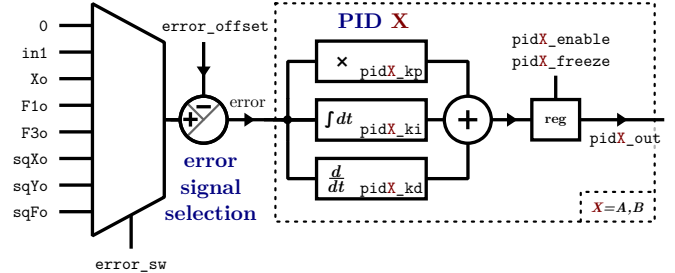 0
in1
Xo
F1o
F3o
sqXo
sqYo
sqFo
error_sw
error_offset
−
+
error
error
signal
selection
PID X
×
pidX_kp
∫dt
pidX_ki
d
dt
pidX_kd
+
pidX_enable
pidX_freeze
reg
pidX_out
X=A,B